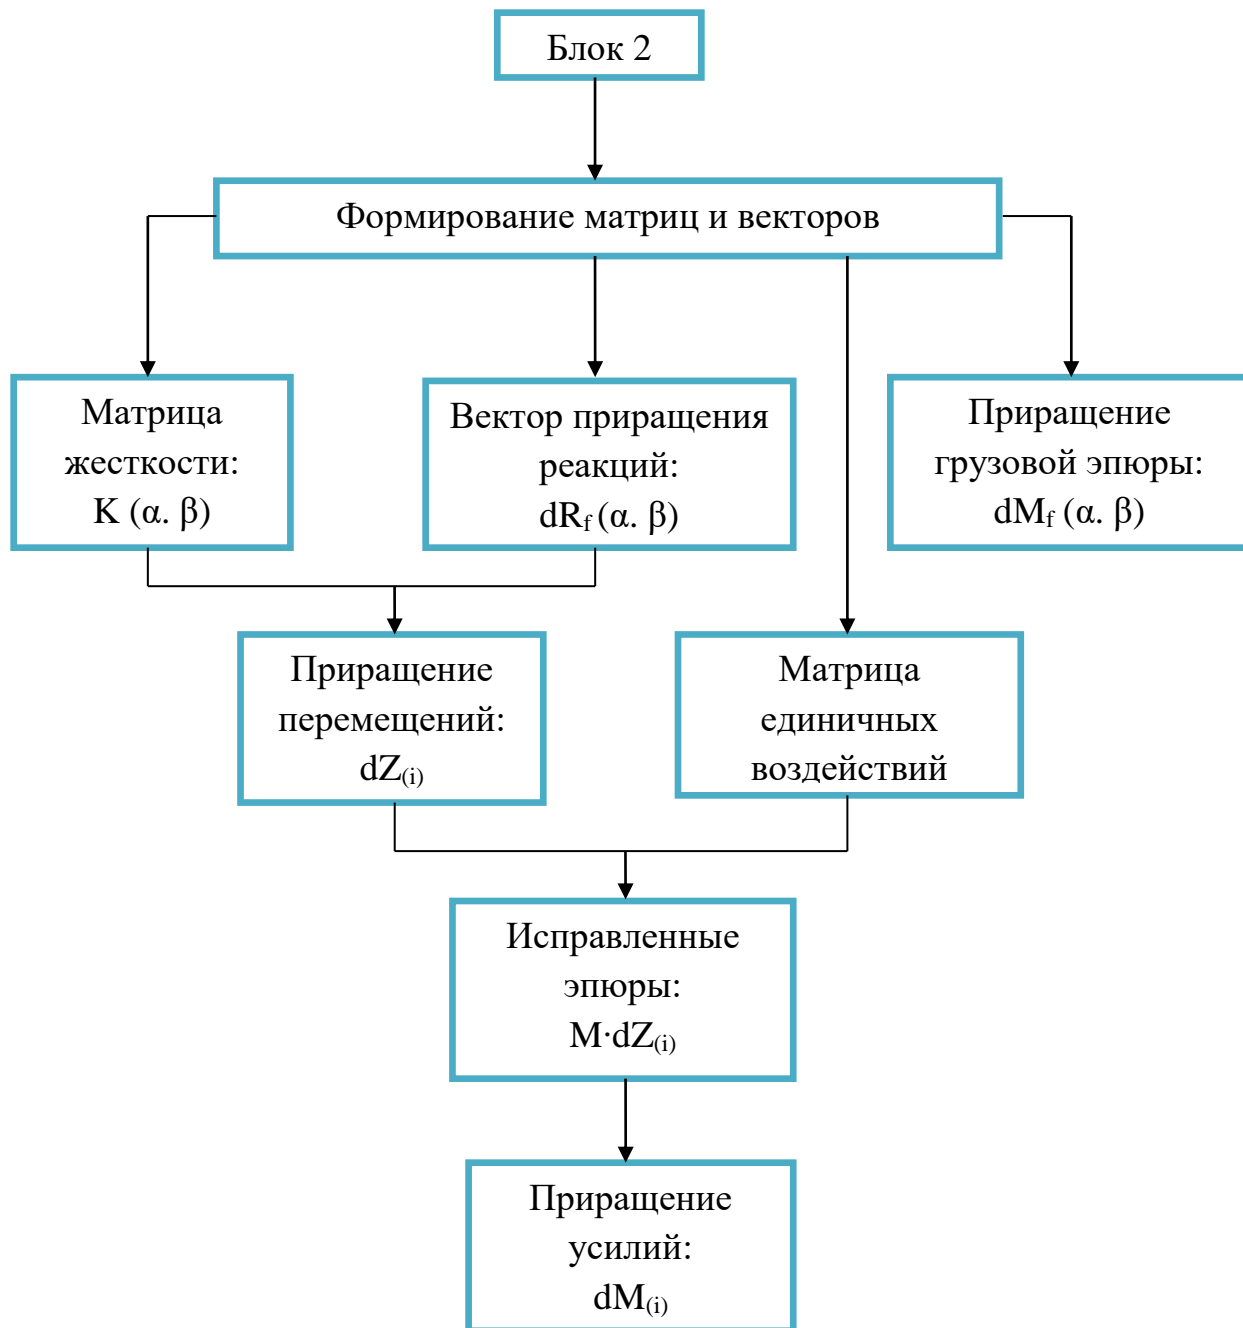 Блок 2
Формирование матриц и векторов
Матрица
жесткости:
K (α. β)
Вектор приращения
реакций:
dRf (α. β)
Приращение
грузовой эпюры:
dMf (α. β)
Приращение
перемещений:
dZ(i)
Матрица
единичных
воздействий
Исправленные
эпюры:
M·dZ(i)
Приращение
усилий:
dM(i)